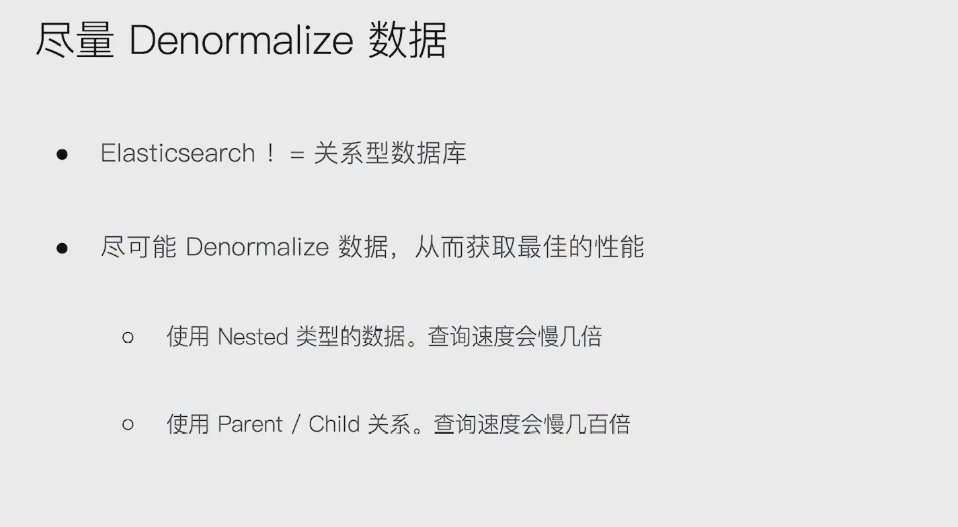 尽量 Denormalize 数据
● Elasticsearch ！= 关系型数据库
● 尽可能 Denormalize 数据，从而获取最佳的性能
○ 使用 Nested 类型的数据。查询速度会慢几倍
○ 使用 Parent / Child 关系。查询速度会慢几百倍